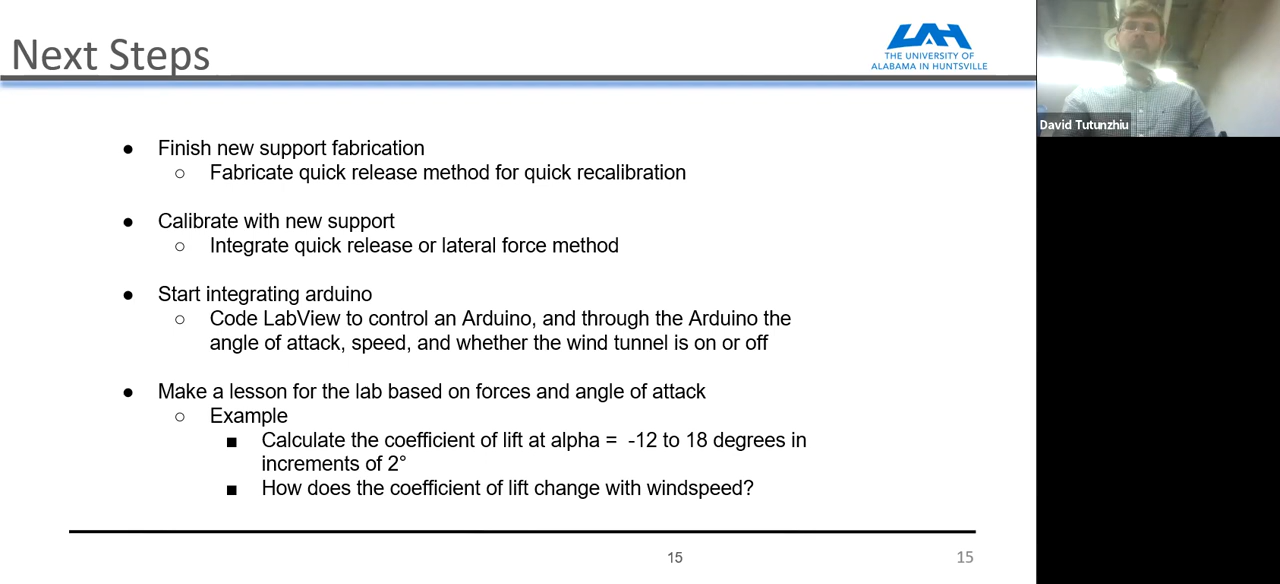 Next Steps
UAH
THE UNIVERSITY OF
ALABAMA IN HUNTSVILLE
David Tutunzhiu
● Finish new support fabrication
○ Fabricate quick release method for quick recalibration
● Calibrate with new support
○ Integrate quick release or lateral force method
● Start integrating arduino
○ Code LabView to control an Arduino, and through the Arduino the
angle of attack, speed, and whether the wind tunnel is on or off
● Make a lesson for the lab based on forces and angle of attack
○ Example
■ Calculate the coefficient of lift at alpha = -12 to 18 degrees in
increments of 2°
■ How does the coefficient of lift change with windspeed?
15
15